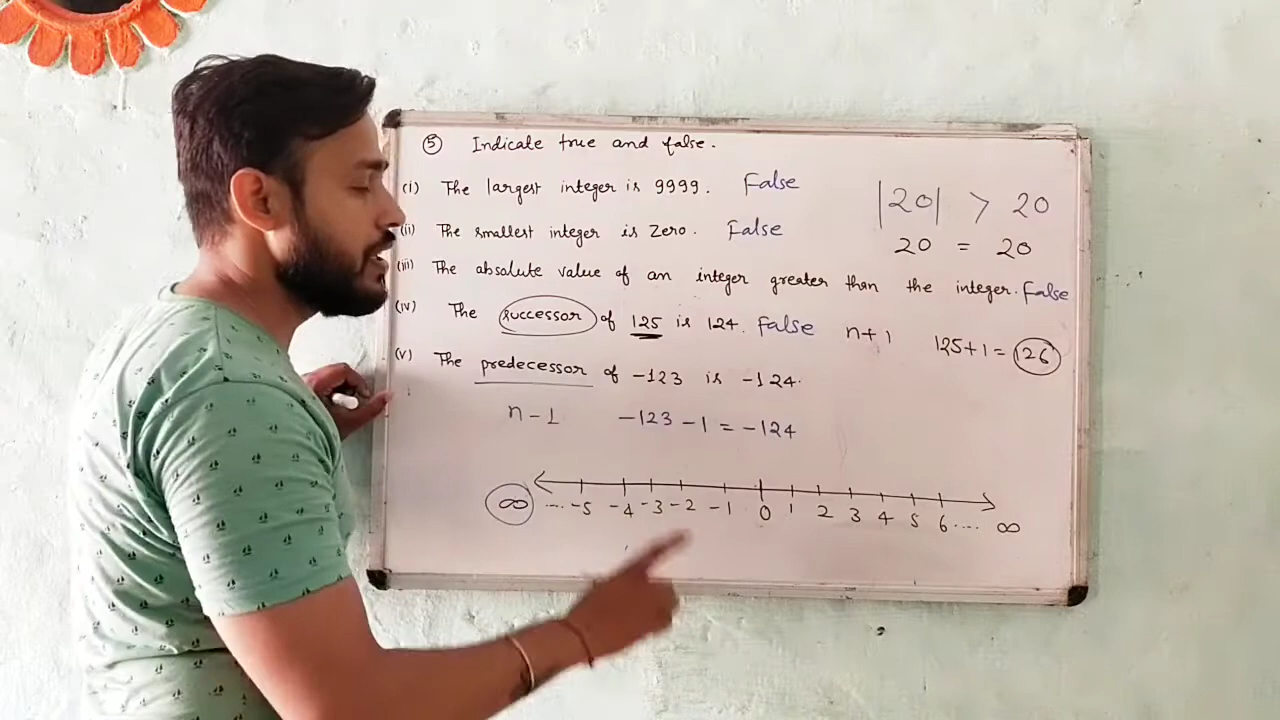 ⑤ Indicate true and false.
(i) The largest integer is 9999. False
|20| > 20
(ii) The smallest integer is Zero. False
20 = 20
(iii) The absolute value of an integer greater than the integer. False
(iv) The successor of 125 is 124. False n+1 125+1= 126
(v) The predecessor of -123 is -124.
n-1 -123-1 = -124
∞ .... -5 -4 -3 -2 -1 0 1 2 3 4 5 6.... ∞